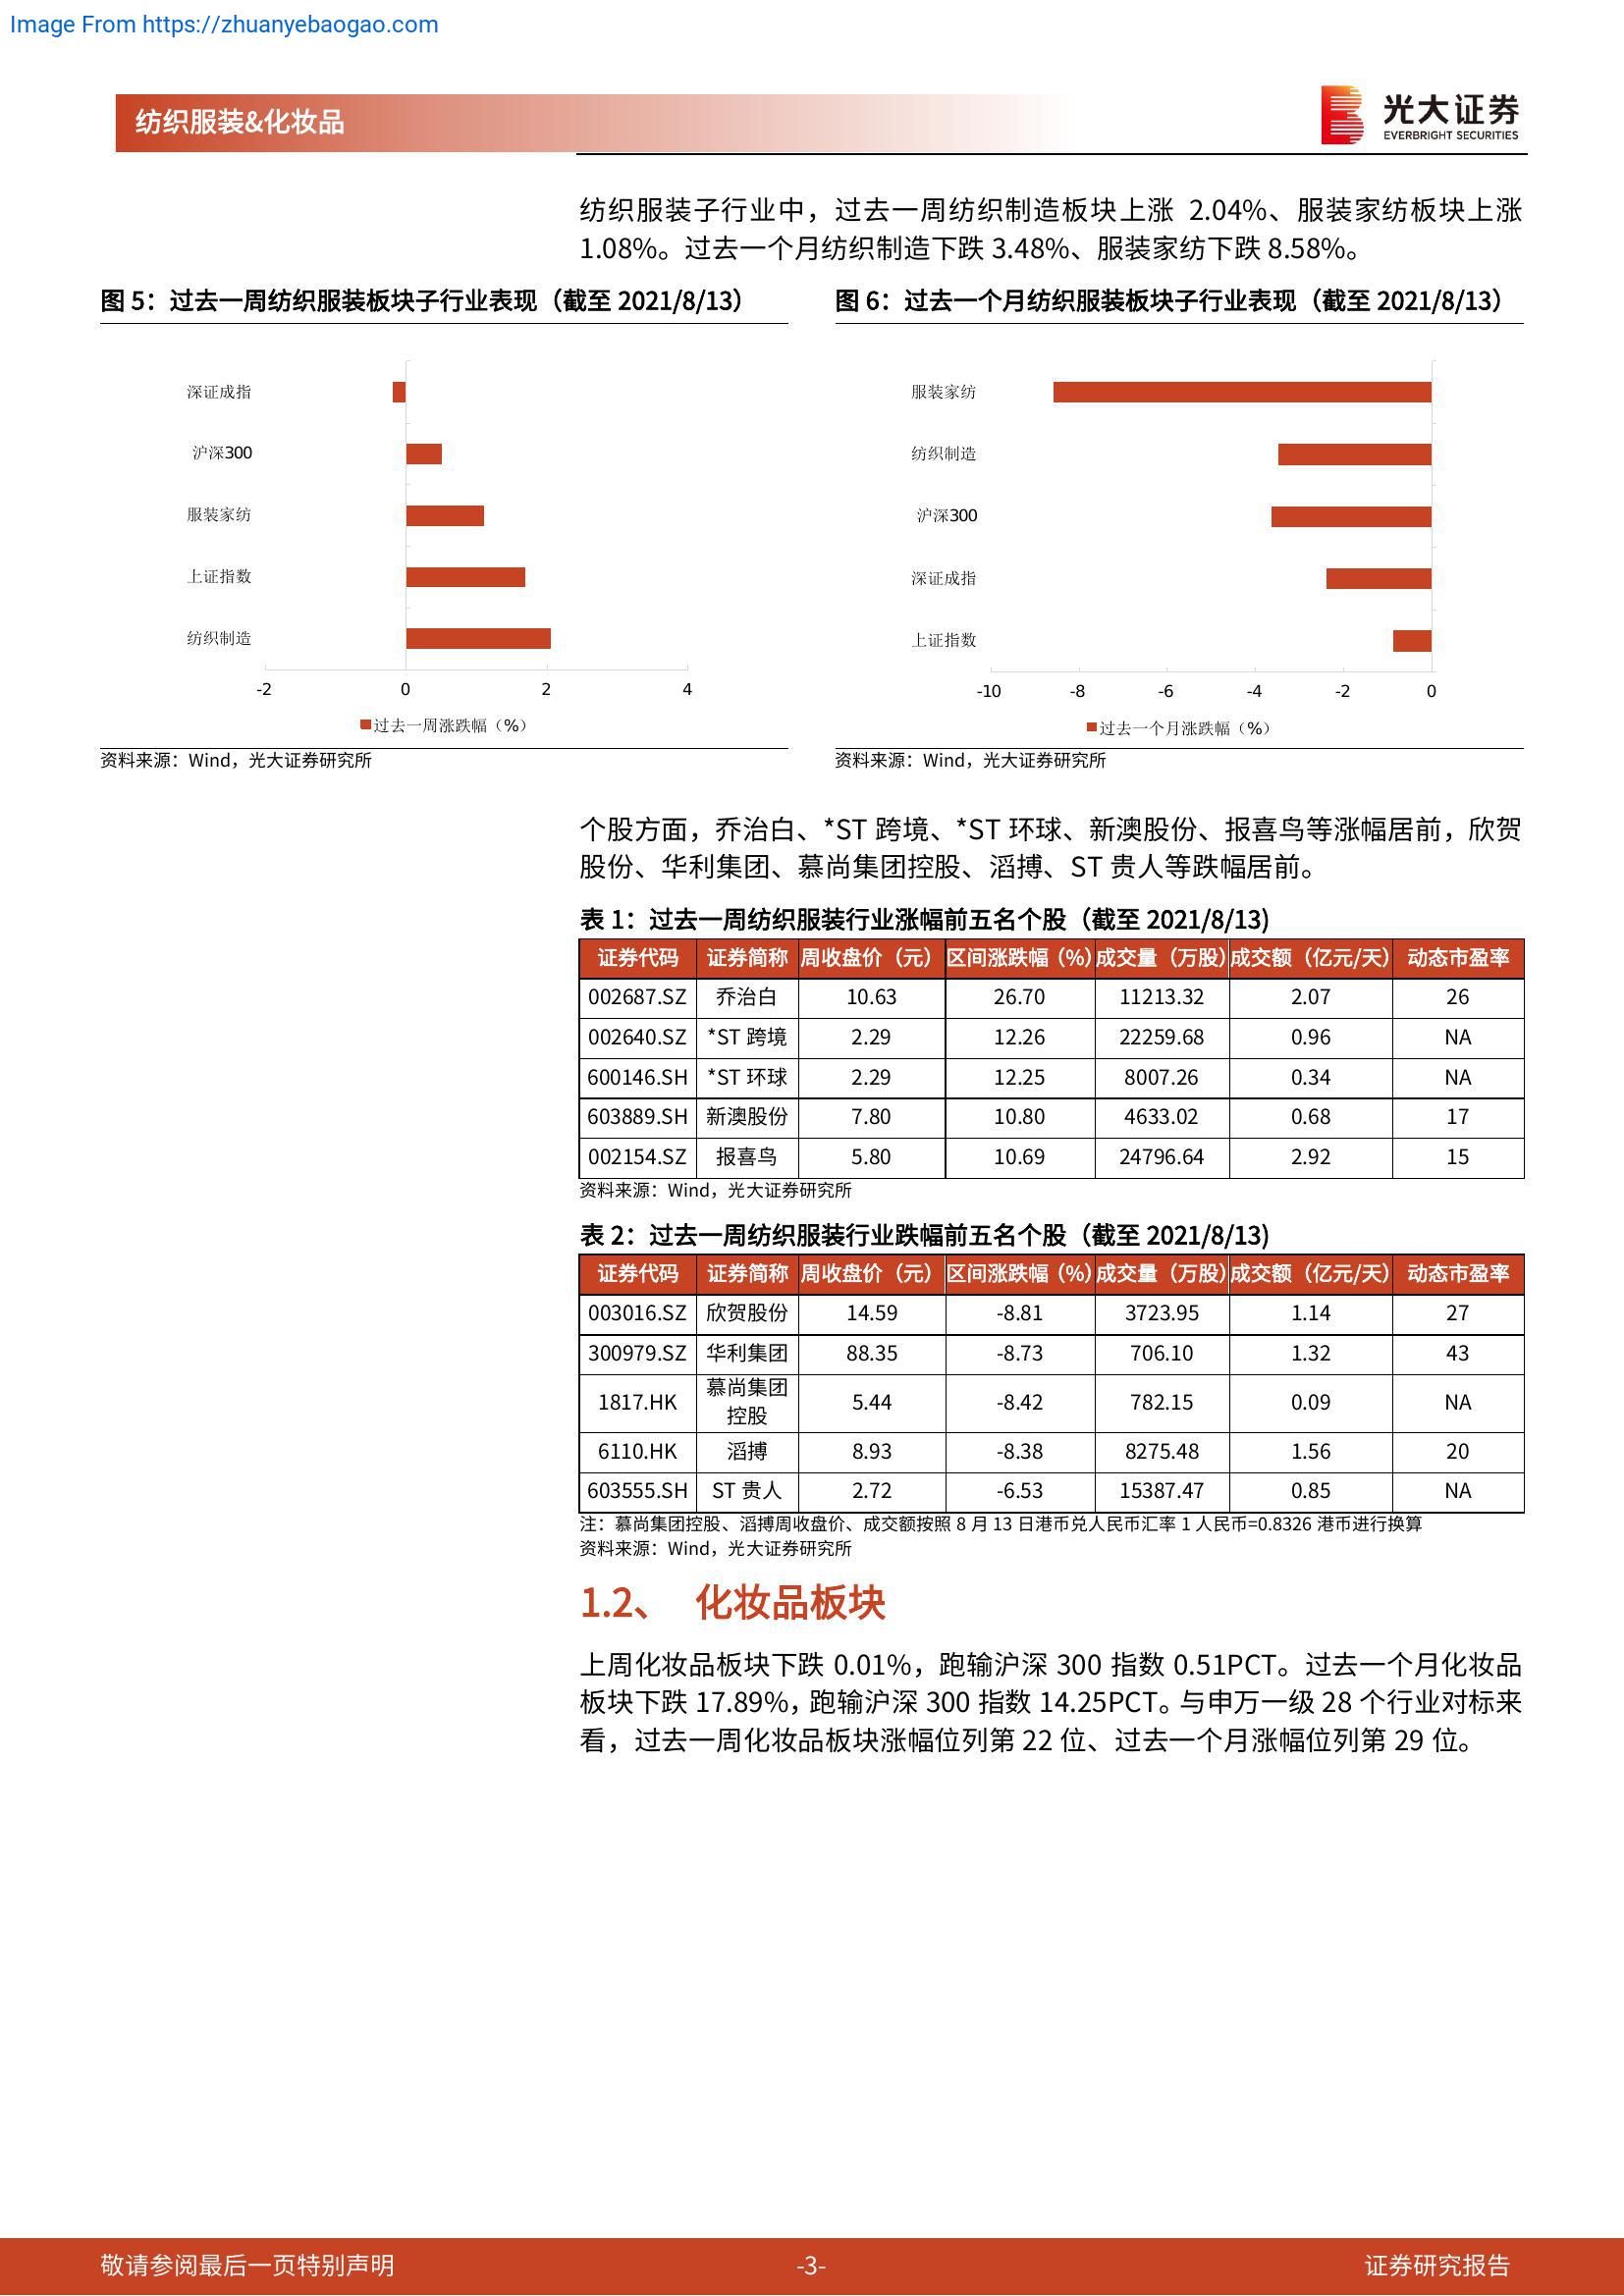 Image From https://zhuanyebaogao.com
纺织服装&化妆品
光大证券
EVERBRIGHT SECURITIES
纺织服装子行业中，过去一周纺织制造板块上涨 2.04%、服装家纺板块上涨
1.08%。过去一个月纺织制造下跌 3.48%、服装家纺下跌 8.58%。
图 5：过去一周纺织服装板块子行业表现（截至 2021/8/13）
深证成指
沪深300
服装家纺
上证指数
纺织制造
-2 0 2 4
过去一周涨跌幅（%）
资料来源：Wind，光大证券研究所
图 6：过去一个月纺织服装板块子行业表现（截至 2021/8/13）
服装家纺
纺织制造
沪深300
深证成指
上证指数
-10 -8 -6 -4 -2 0
过去一个月涨跌幅（%）
资料来源：Wind，光大证券研究所
个股方面，乔治白、*ST 跨境、*ST 环球、新澳股份、报喜鸟等涨幅居前，欣贺
股份、华利集团、慕尚集团控股、滔搏、ST 贵人等跌幅居前。
表 1：过去一周纺织服装行业涨幅前五名个股（截至 2021/8/13)
证券代码 证券简称 周收盘价（元） 区间涨跌幅（%） 成交量（万股） 成交额（亿元/天） 动态市盈率
002687.SZ 乔治白 10.63 26.70 11213.32 2.07 26
002640.SZ *ST 跨境 2.29 12.26 22259.68 0.96 NA
600146.SH *ST 环球 2.29 12.25 8007.26 0.34 NA
603889.SH 新澳股份 7.80 10.80 4633.02 0.68 17
002154.SZ 报喜鸟 5.80 10.69 24796.64 2.92 15
资料来源：Wind，光大证券研究所
表 2：过去一周纺织服装行业跌幅前五名个股（截至 2021/8/13)
证券代码 证券简称 周收盘价（元） 区间涨跌幅（%） 成交量（万股） 成交额（亿元/天） 动态市盈率
003016.SZ 欣贺股份 14.59 -8.81 3723.95 1.14 27
300979.SZ 华利集团 88.35 -8.73 706.10 1.32 43
1817.HK 慕尚集团控股 5.44 -8.42 782.15 0.09 NA
6110.HK 滔搏 8.93 -8.38 8275.48 1.56 20
603555.SH ST 贵人 2.72 -6.53 15387.47 0.85 NA
注：慕尚集团控股、滔搏周收盘价、成交额按照 8 月 13 日港币兑人民币汇率 1 人民币=0.8326 港币进行换算
资料来源：Wind，光大证券研究所
1.2、 化妆品板块
上周化妆品板块下跌 0.01%，跑输沪深 300 指数 0.51PCT。过去一个月化妆品
板块下跌 17.89%，跑输沪深 300 指数 14.25PCT。与申万一级 28 个行业对标来
看，过去一周化妆品板块涨幅位列第 22 位、过去一个月涨幅位列第 29 位。
敬请参阅最后一页特别声明
-3-
证券研究报告